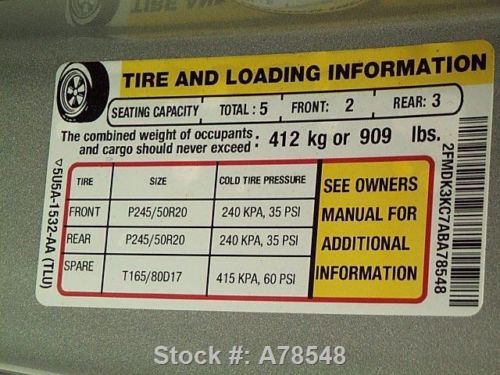 TIRE AND LOADING INFORMATION
SEATING CAPACITY TOTAL : 5 FRONT: 2 REAR: 3
The combined weight of occupants and cargo should never exceed : 412 kg or 909 lbs.
TIRE SIZE COLD TIRE PRESSURE
FRONT P245/50R20 240 KPA, 35 PSI
REAR P245/50R20 240 KPA, 35 PSI
SPARE T165/80D17 415 KPA, 60 PSI
SEE OWNERS
MANUAL FOR
ADDITIONAL
INFORMATION
▽5U5A-1532-AA (TLU)
2FMDK3KC7ABA78548
Stock #: A78548